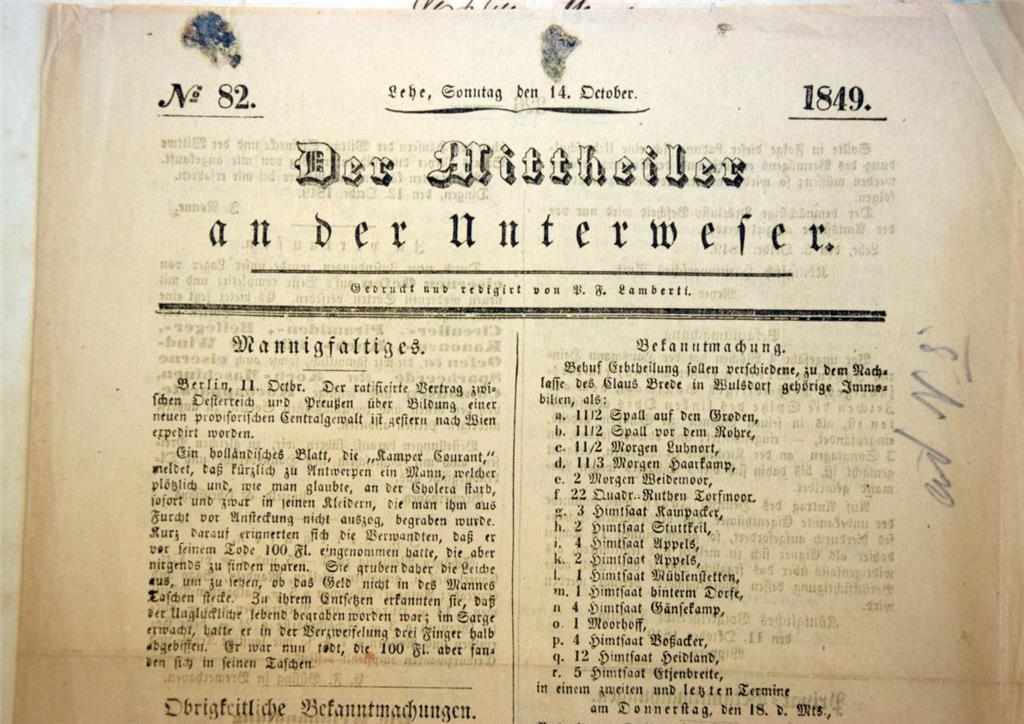 No 82.
Lehe, Sonntag den 14. October.
1849.
Der Mittheiler
an der Unterweser.
Gedruckt und redigirt von P. F. Lamberti.
Mannigfaltiges.
Berlin, 11. Octbr. Der ratificirte Vertrag zwi-
schen Oesterreich und Preußen über Bildung einer
neuen provisorischen Centralgewalt ist gestern nach Wien
expedirt worden.
Ein holländisches Blatt, die „Kamper Courant,“
meldet, daß kürzlich zu Antwerpen ein Mann, welcher
plötzlich und, wie man glaubte, an der Cholera starb,
sofort und zwar in seinen Kleidern, die man ihm aus
Furcht vor Ansteckung nicht auszog, begraben wurde.
Kurz darauf erinnerten sich die Verwandten, daß er
vor seinem Tode 100 Fl. eingenommen hatte, die aber
nirgends zu finden waren. Sie gruben daher die Leiche
aus, um zu sehen, ob das Geld nicht in des Mannes
Taschen stecke. Zu ihrem Entsetzen erkannten sie, daß
der Unglückliche lebend begraben worden war; im Sarge
erwacht, hatte er in der Verzweifelung drei Finger halb
abgebissen. Er war nun todt, die 100 Fl. aber fan-
den sich in seinen Taschen.
Obrigkeitliche Bekanntmachungen.
Bekanntmachung.
Behuf Erbtheilung sollen verschiedene, zu dem Nach-
lasse des Claus Brede in Wulsdorf gehörige Immo-
bilien, als:
a. 11/2 Spall auf den Groden,
b. 11/2 Spall vor dem Rohre,
c. 11/2 Morgen Luhnort,
d. 11/3 Morgen Haarkamp,
e. 2 Morgen Weidemoor,
f 22 Quadr.-Ruthen Torfmoor.
g. 3 Himtsaat Kampacker,
h. 2 Himtsaat Stuttkeil,
i. 4 Himtsaat Appels,
k. 2 Himtsaat Appels,
l. 1 Himtsaat Mühlenstetten,
m. 1 Himtsaat hinterm Dorfe,
n 4 Himtsaat Gänsekamp,
o. 1 Moorhoff,
p. 4 Himtsaat Voßacker,
q. 12 Himtsaat Heidland,
r. 5 Himtsaat Etjenbreite,
in einem zweiten und letzten Termine
am Donnerstag, den 18. d. Mts.,